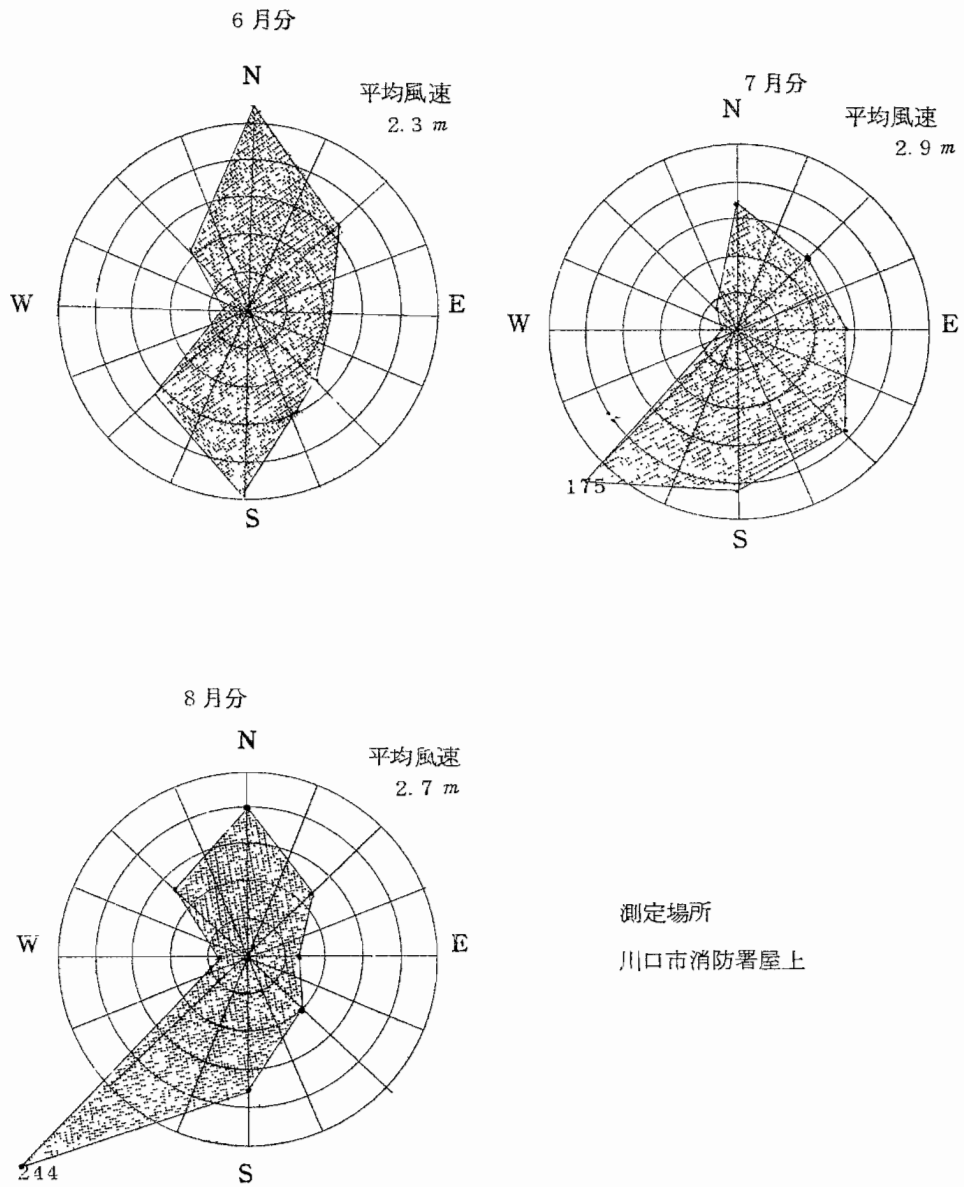 6月分
N
平均風速
2.3 m
W
E
S
7月分
N
平均風速
2.9 m
W
E
175
S
8月分
N
平均風速
2.7 m
W
E
244
S
測定場所
川口市消防署屋上